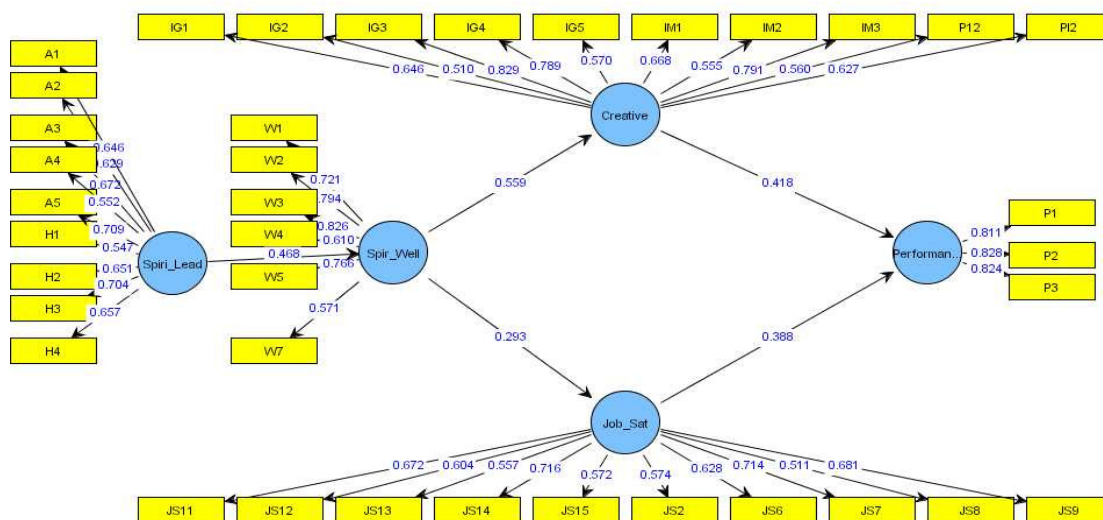 IG1 IG2 IG3 IG4 IG5 IM1 IM2 IM3 P12 PI2
0.646 0.510 0.829 0.789 0.570 0.668 0.555 0.791 0.560 0.627
Creative
A1
A2
A3
A4
A5
H1
H2
H3
H4
0.646
0.629
0.672
0.552
0.709
0.547
0.651
0.704
0.657
Spiri_Lead
0.468
W1
W2
W3
W4
W5
W7
0.721
0.794
0.826
0.610
0.766
0.571
Spir_Well
0.559
0.293
0.418
0.388
Performan...
0.811
0.828
0.824
P1
P2
P3
Job_Sat
0.672 0.604 0.557 0.716 0.572 0.574 0.628 0.714 0.511 0.681
JS11 JS12 JS13 JS14 JS15 JS2 JS6 JS7 JS8 JS9